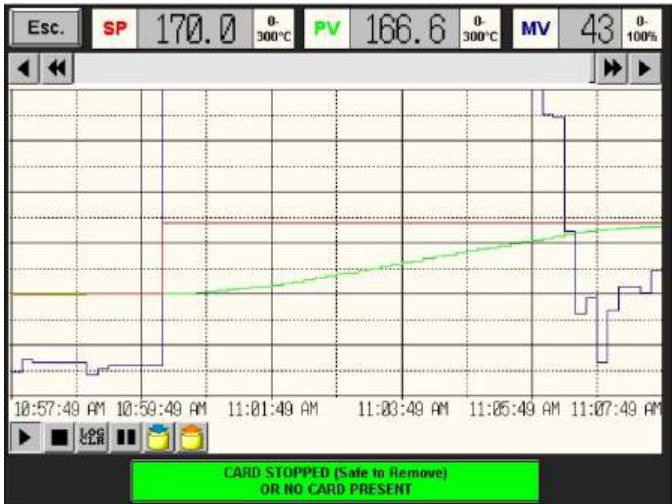 Esc. SP 170.0 0-300°C PV 166.6 0-300°C MV 43 0-100%
10:57:49 AM 10:59:49 AM 11:01:49 AM 11:03:49 AM 11:05:49 AM 11:07:49 AM
LOG CLR
CARD STOPPED (Safe to Remove)
OR NO CARD PRESENT